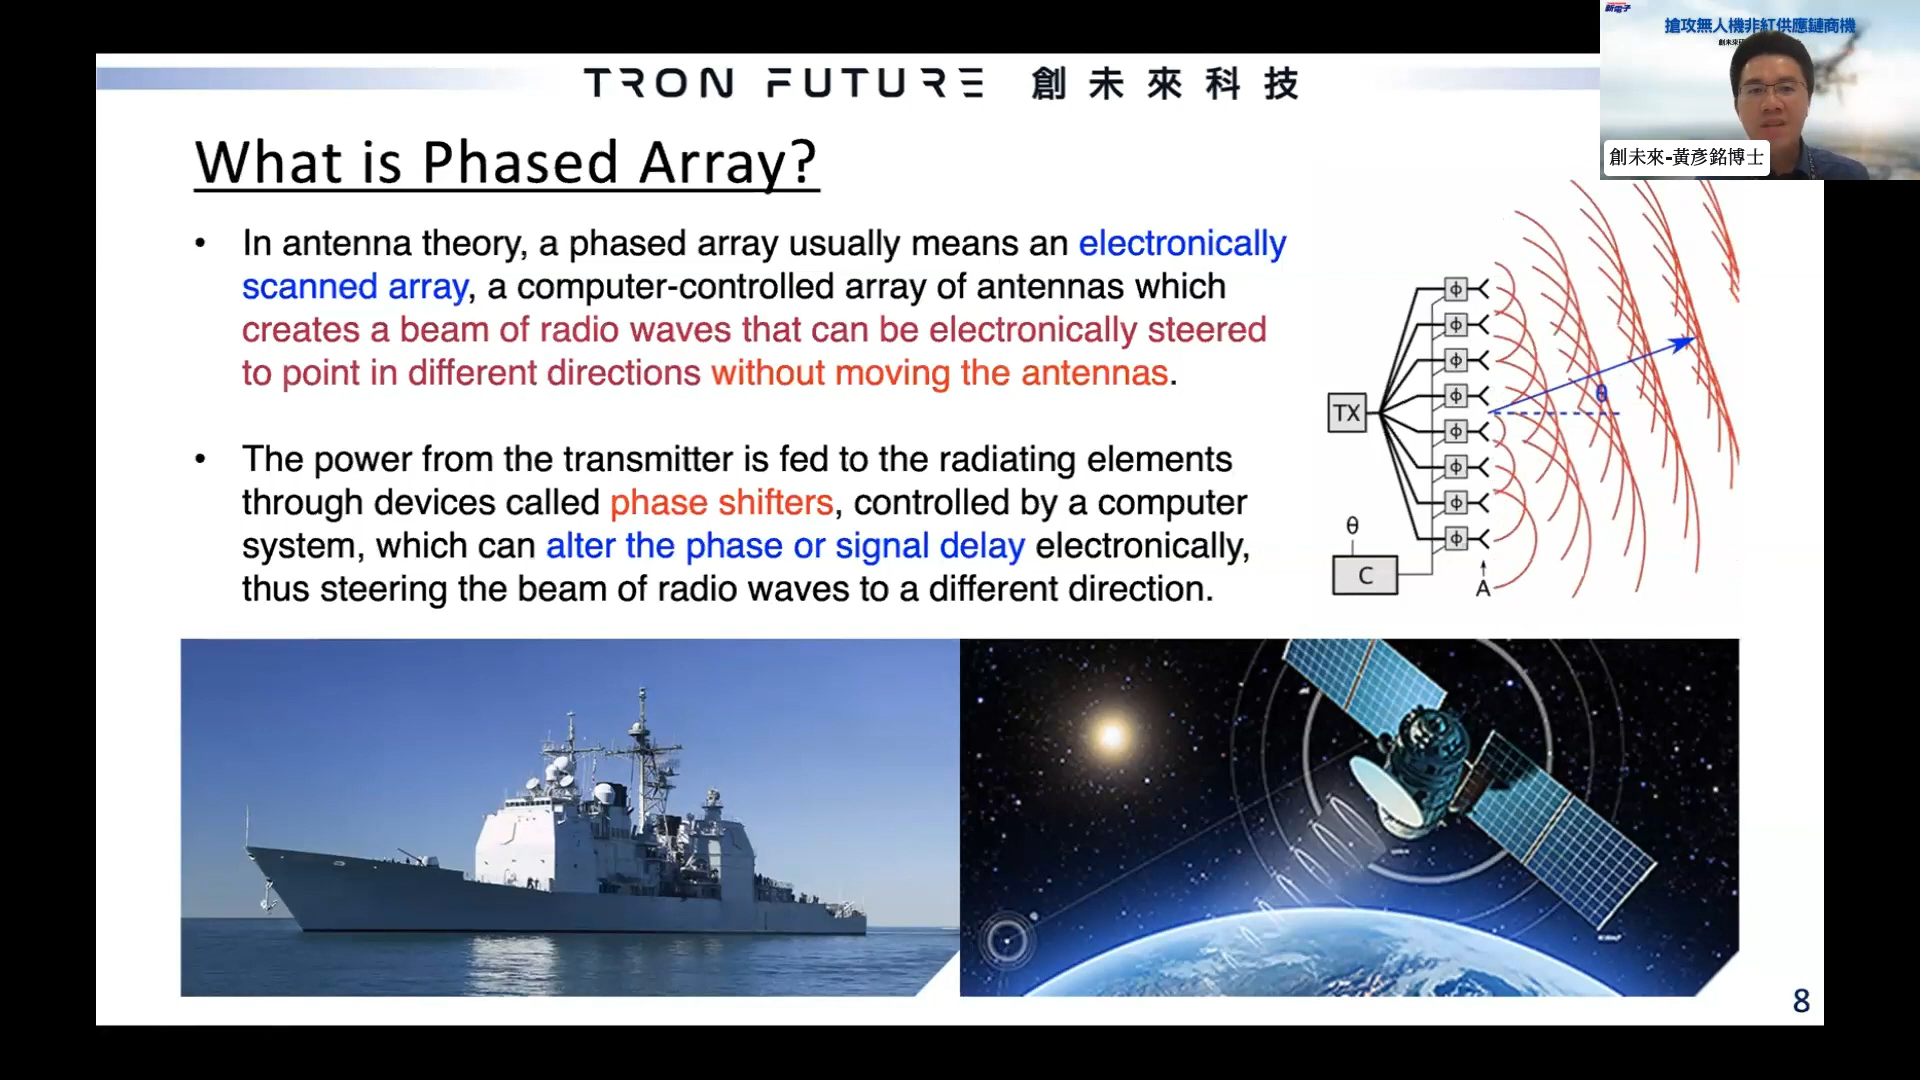 TRON FUTURE 創未來科技
新電子
搶攻無人機非紅供應鏈商機
創未來-黃彥銘博士
What is Phased Array?
• In antenna theory, a phased array usually means an electronically
scanned array, a computer-controlled array of antennas which
creates a beam of radio waves that can be electronically steered
to point in different directions without moving the antennas.
• The power from the transmitter is fed to the radiating elements
through devices called phase shifters, controlled by a computer
system, which can alter the phase or signal delay electronically,
thus steering the beam of radio waves to a different direction.
ϕ
ϕ
ϕ
ϕ
TX
θ
ϕ
ϕ
ϕ
ϕ
θ
C
A
8